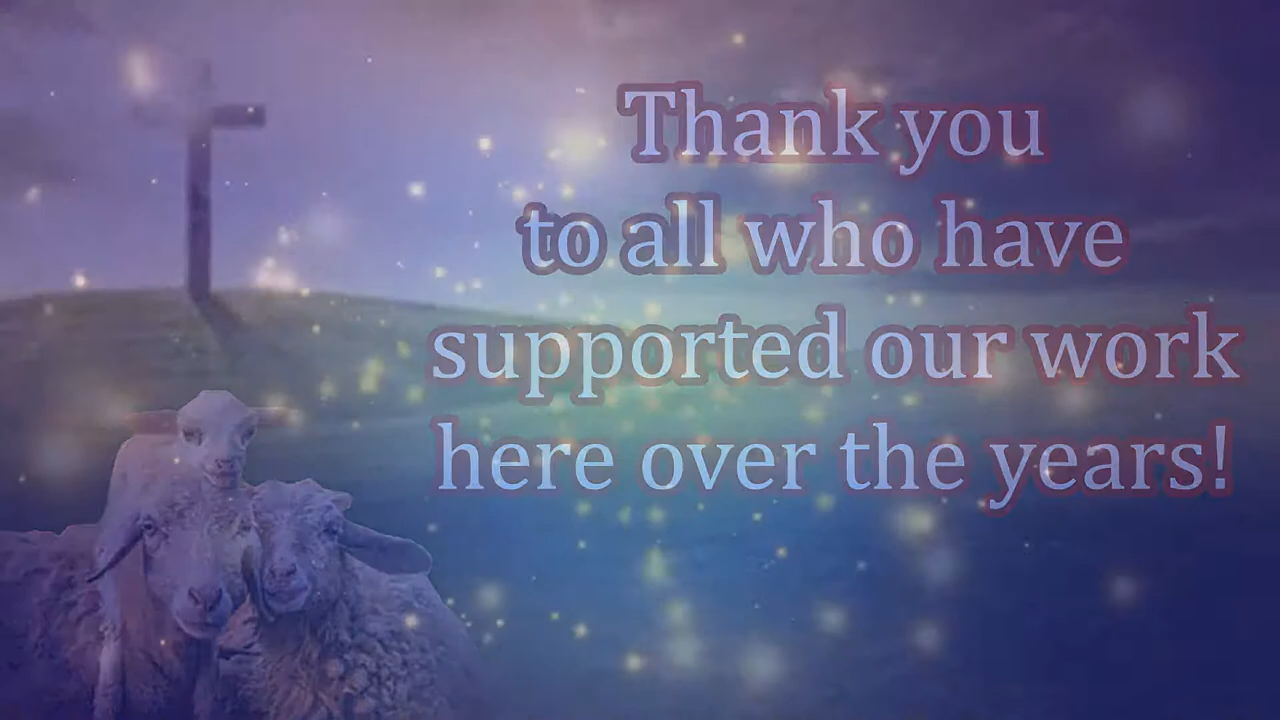 Thank you
to all who have
supported our work
here over the years!